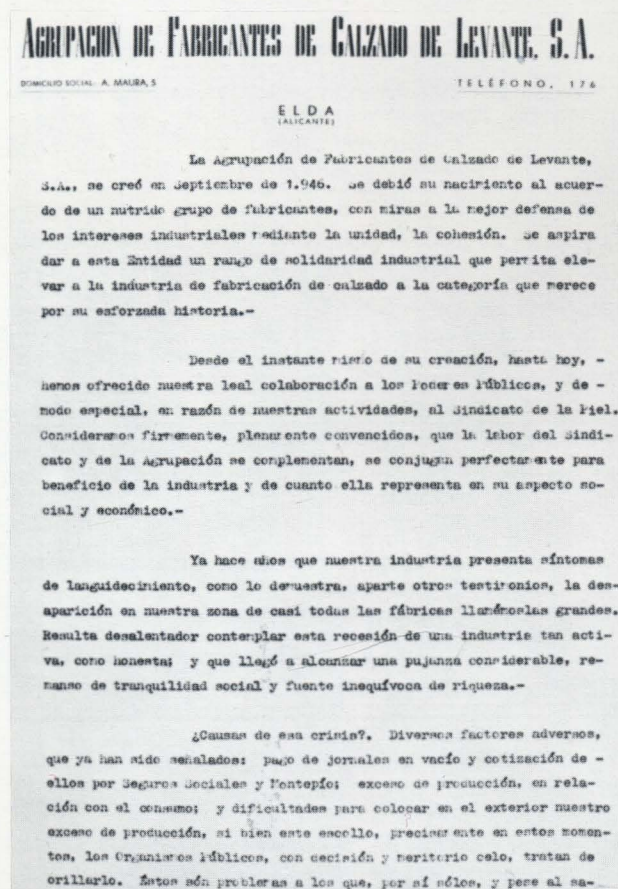 AGRUPACION DE FABRICANTES DE CALZADO DE LEVANTE, S. A.
DOMICILIO SOCIAL: A. MAURA, 5
TELÉFONO, 176
ELDA
(ALICANTE)
La Agrupación de Fabricantes de Calzado de Levante,
S.A., se creó en Septiembre de 1.946. Se debió su nacimiento al acuer-
do de un nutrido grupo de fabricantes, con miras a la mejor defensa de
los intereses industriales mediante la unidad, la cohesión. Se aspira
dar a esta Entidad un rango de solidaridad industrial que permita ele-
var a la industria de fabricación de calzado a la categoría que merece
por su esforzada historia.-
Desde el instante mismo de su creación, hasta hoy, -
hemos ofrecido nuestra leal colaboración a los Poderes Públicos, y de -
modo especial, en razón de nuestras actividades, al Sindicato de la Piel.
Consideramos firmemente, plenamente convencidos, que la labor del Sindi-
cato y de la Agrupación se complementan, se conjugan perfectamente para
beneficio de la industria y de cuanto ella representa en su aspecto so-
cial y económico.-
Ya hace años que nuestra industria presenta síntomas
de languidecimiento, como lo demuestra, aparte otros testimonios, la des-
aparición en nuestra zona de casi todas las fábricas llamémoslas grandes.
Resulta desalentador contemplar esta recesión de una industria tan acti-
va, como honesta; y que llegó a alcanzar una pujanza considerable, re-
manso de tranquilidad social y fuente inequívoca de riqueza.-
¿Causas de esa crisis?. Diversos factores adversos,
que ya han sido señalados: pago de jornales en vacío y cotización de -
ellos por Seguros Sociales y Montepío; exceso de producción, en rela-
ción con el consumo; y dificultades para colocar en el exterior nuestro
exceso de producción, si bien este escollo, precisamente en estos momen-
tos, los Organismos Públicos, con decisión y meritorio celo, tratan de
orillarlo. Éstos són problemas a los que, por sí sólos, y pese al sa-